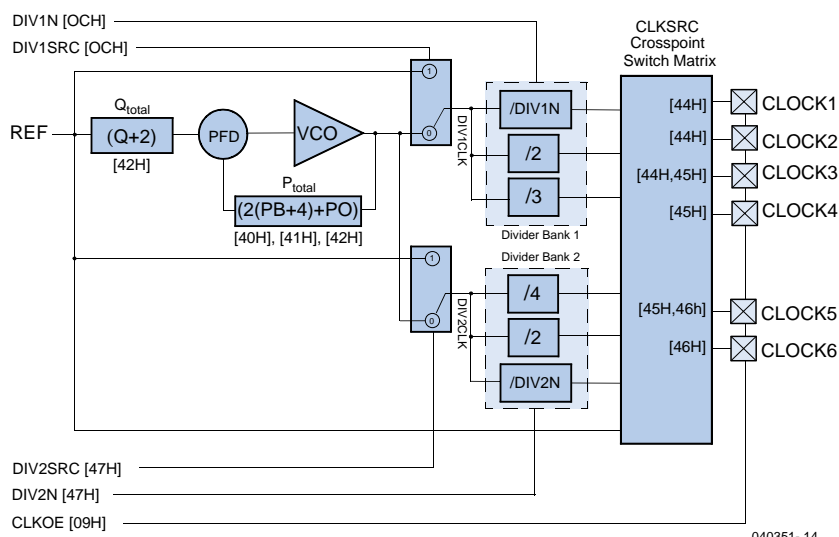 DIV1N [OCH]
DIV1SRC [OCH]
CLKSRC
Crosspoint
Switch Matrix
REF
Qtotal
(Q+2)
[42H]
PFD
VCO
Ptotal
(2(PB+4)+PO)
[40H], [41H], [42H]
1
0
DIV1CLK
/DIV1N
/2
/3
Divider Bank 1
Divider Bank 2
1
0
DIV2CLK
/4
/2
/DIV2N
[44H]
[44H]
[44H,45H]
[45H]
[45H,46h]
[46H]
CLOCK1
CLOCK2
CLOCK3
CLOCK4
CLOCK5
CLOCK6
DIV2SRC [47H]
DIV2N [47H]
CLKOE [09H]
040351- 14